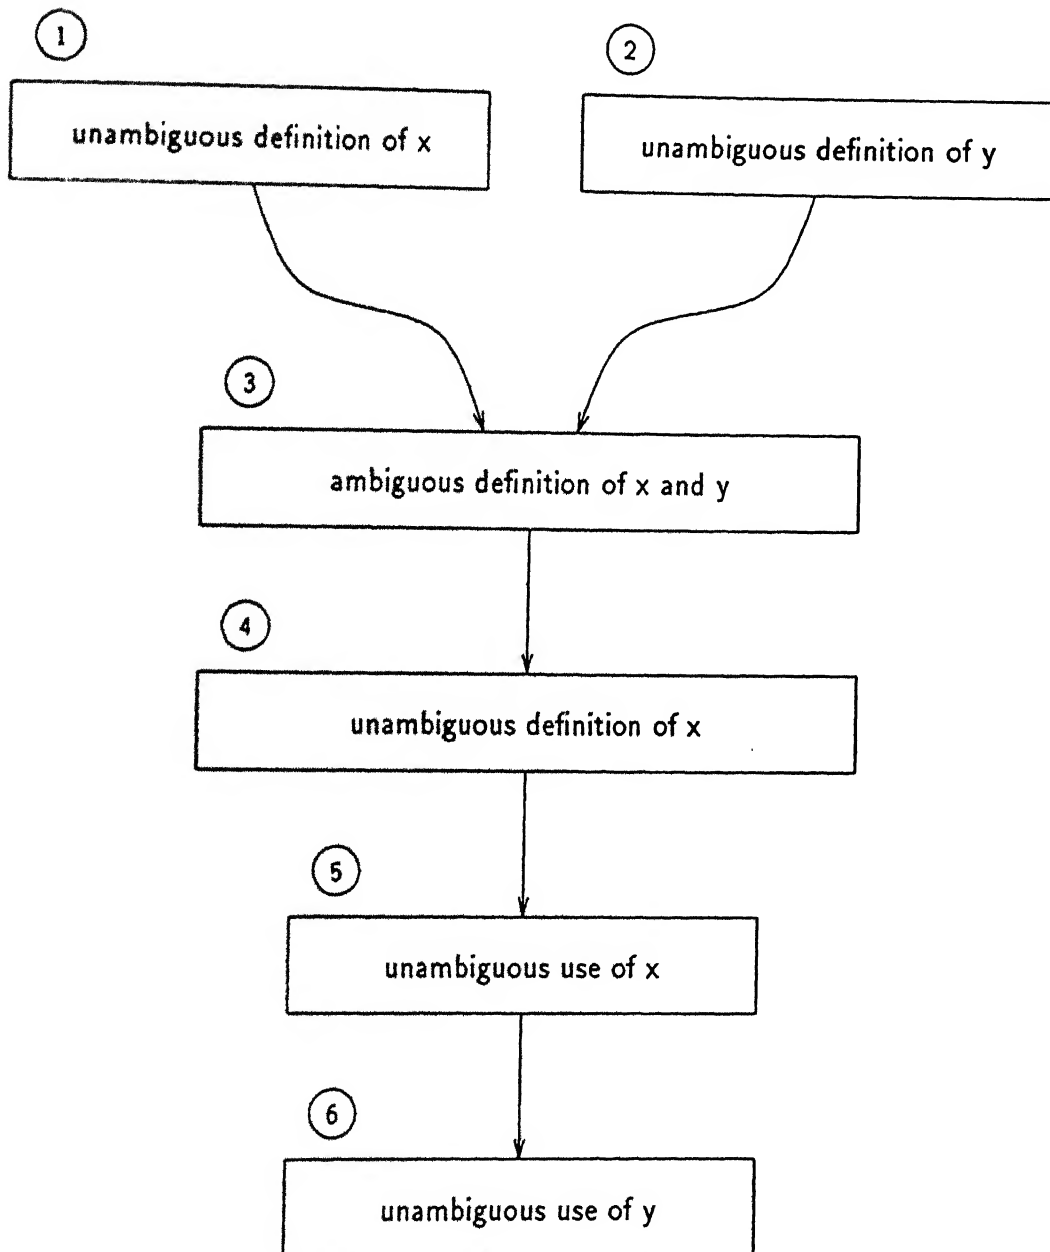 1
unambiguous definition of x
2
unambiguous definition of y
3
ambiguous definition of x and y
4
unambiguous definition of x
5
unambiguous use of x
6
unambiguous use of y